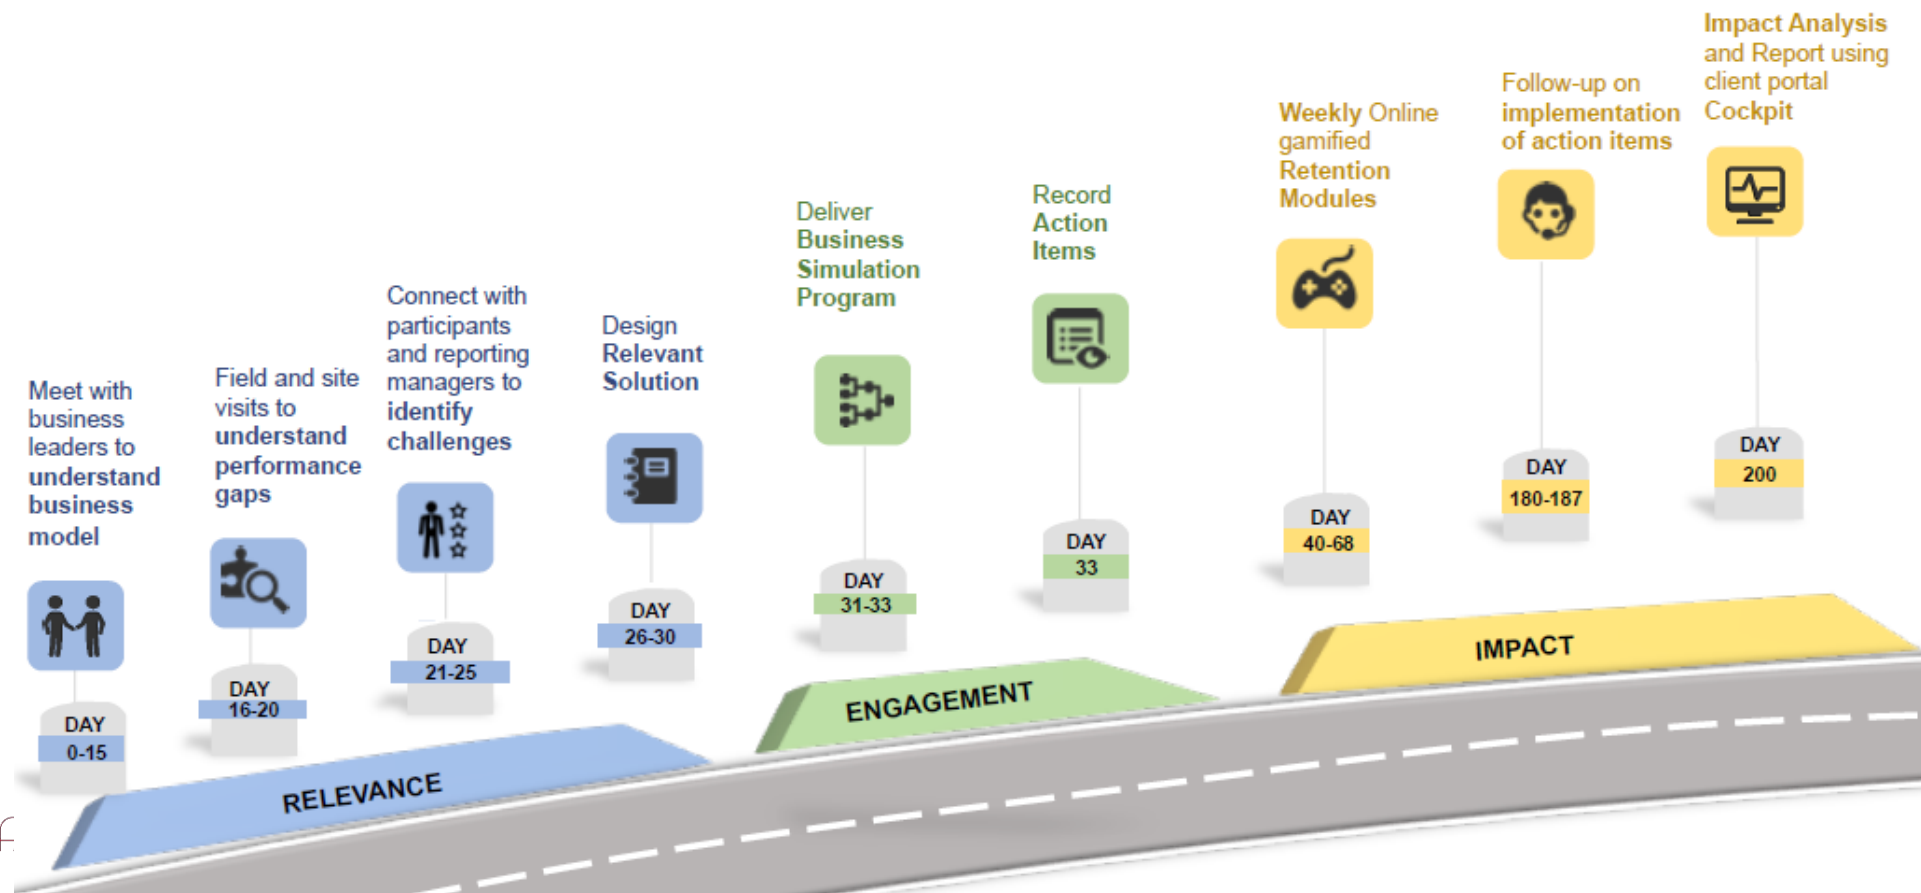 Meet with
business
leaders to
understand
business
model
DAY
0-15
Field and site
visits to
understand
performance
gaps
DAY
16-20
Connect with
participants
and reporting
managers to
identify
challenges
DAY
21-25
Design
Relevant
Solution
DAY
26-30
RELEVANCE
Deliver
Business
Simulation
Program
DAY
31-33
Record
Action
Items
DAY
33
ENGAGEMENT
Weekly Online
gamified
Retention
Modules
DAY
40-68
Follow-up on
implementation
of action items
DAY
180-187
Impact Analysis
and Report using
client portal
Cockpit
DAY
200
IMPACT